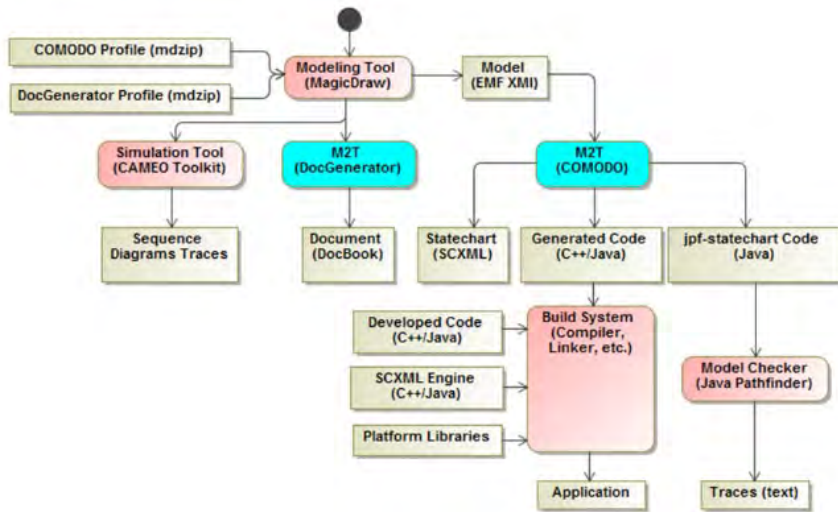 COMODO Profile (mdzip)
DocGenerator Profile (mdzip)
Modeling Tool
(MagicDraw)
Model
(EMF XMI)
Simulation Tool
(CAMEO Toolkit)
M2T
(DocGenerator)
M2T
(COMODO)
Sequence
Diagrams Traces
Document
(DocBook)
Statechart
(SCXML)
Generated Code
(C++/Java)
jpf-statechart Code
(Java)
Developed Code
(C++/Java)
SCXML Engine
(C++/Java)
Platform Libraries
Build System
(Compiler,
Linker, etc.)
Model Checker
(Java Pathfinder)
Application
Traces (text)